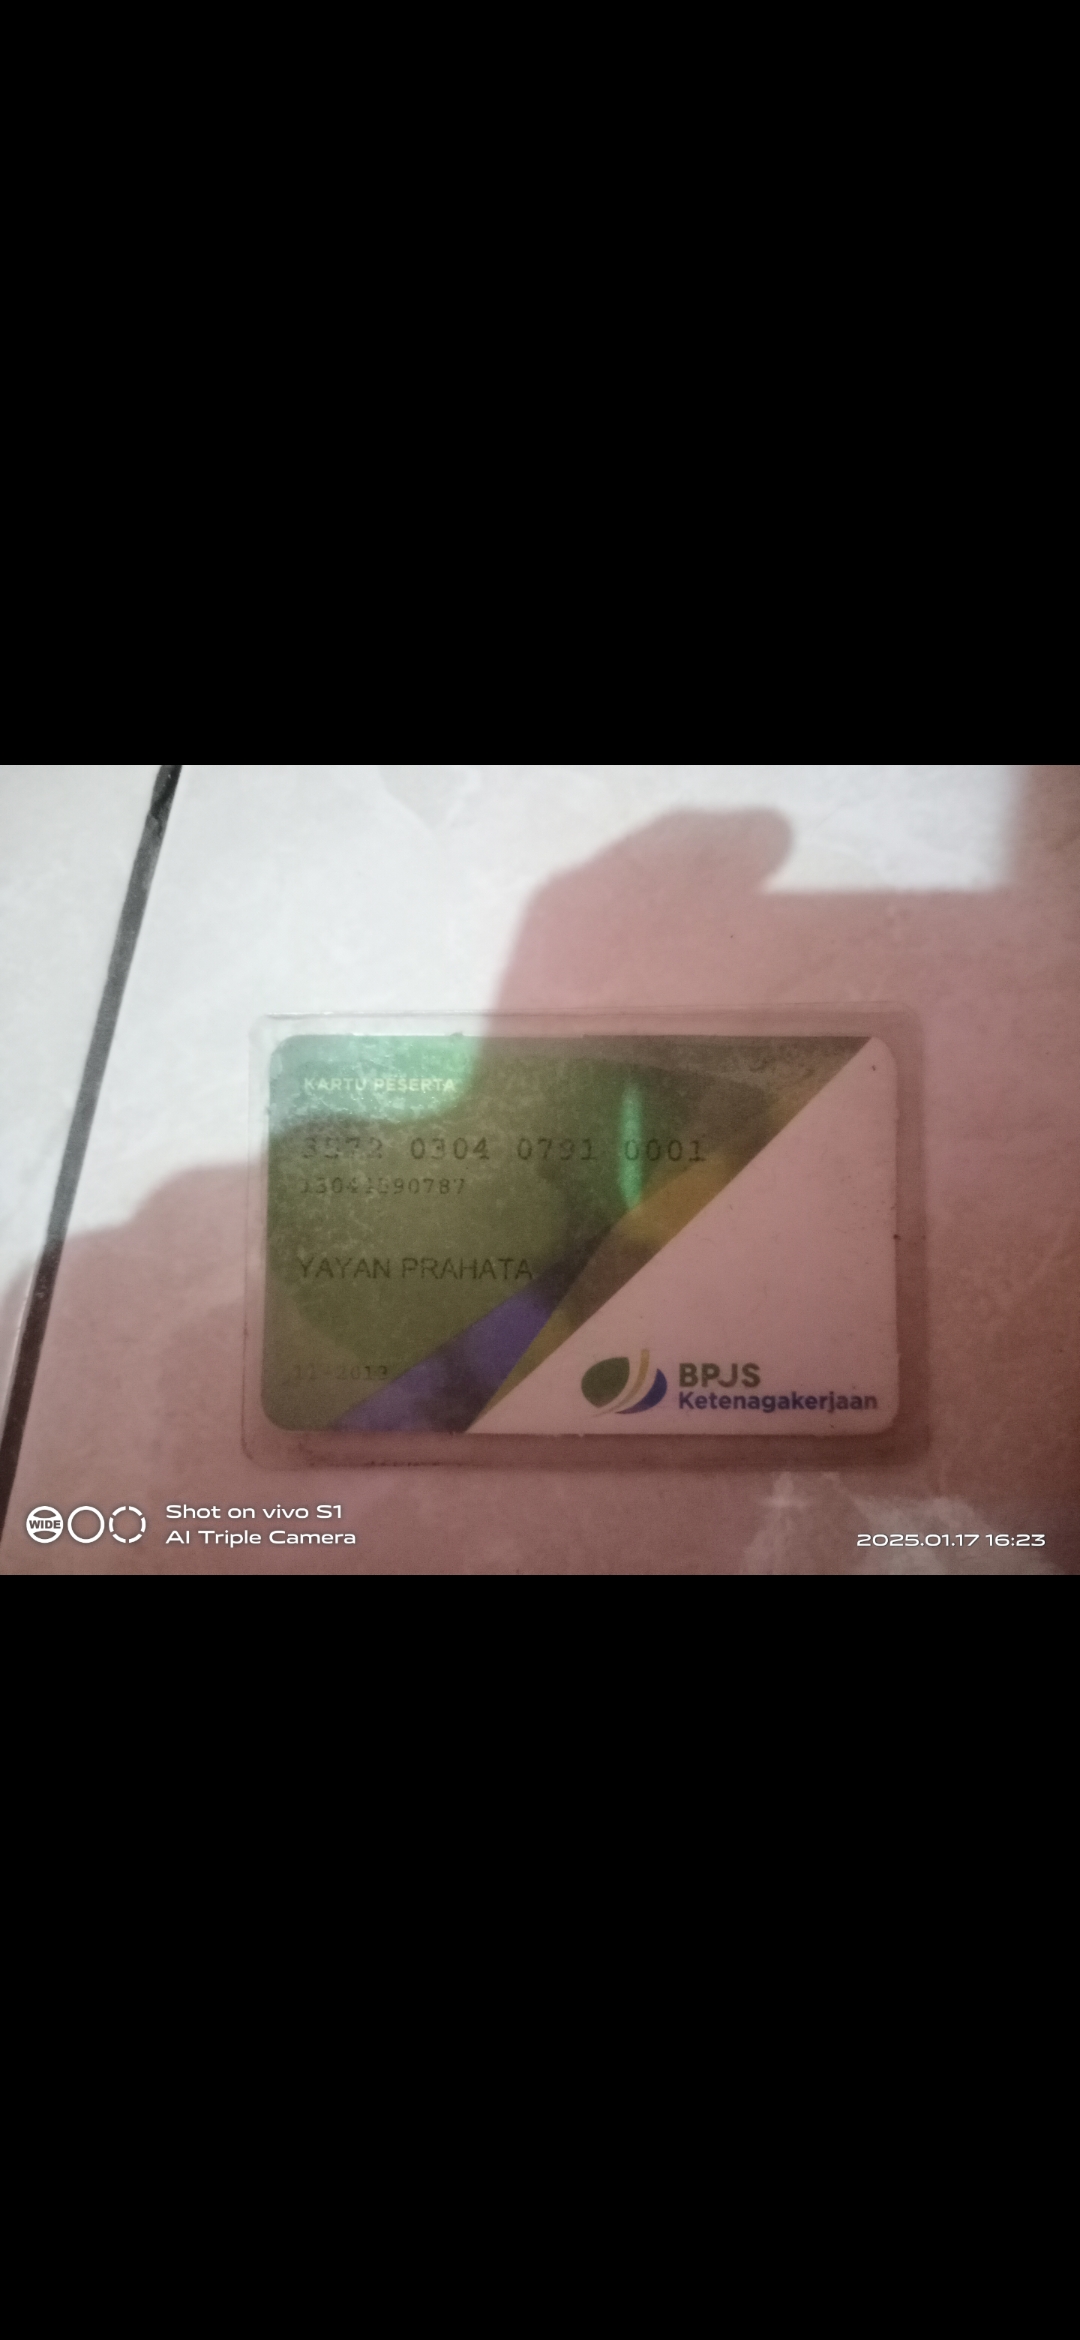 KARTU PESERTA
3572 0304 0791 0001
YAYAN PRAHATA
BPJS
Ketenagakerjaan
WIDE
Shot on vivo S1
AI Triple Camera
2025.01.17 16:23